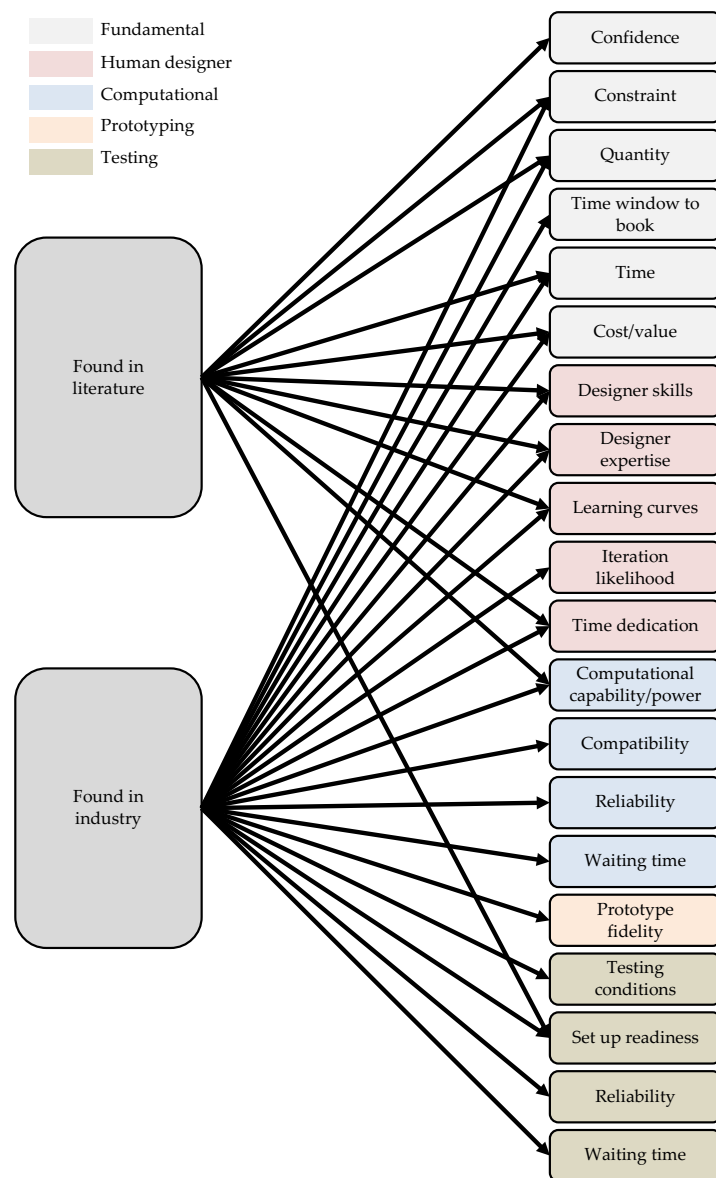 Fundamental
Human designer
Computational
Prototyping
Testing
Found in
literature
Found in
industry
Confidence
Constraint
Quantity
Time window to
book
Time
Cost/value
Designer skills
Designer
expertise
Learning curves
Iteration
likelihood
Time dedication
Computational
capability/power
Compatibility
Reliability
Waiting time
Prototype
fidelity
Testing
conditions
Set up readiness
Reliability
Waiting time